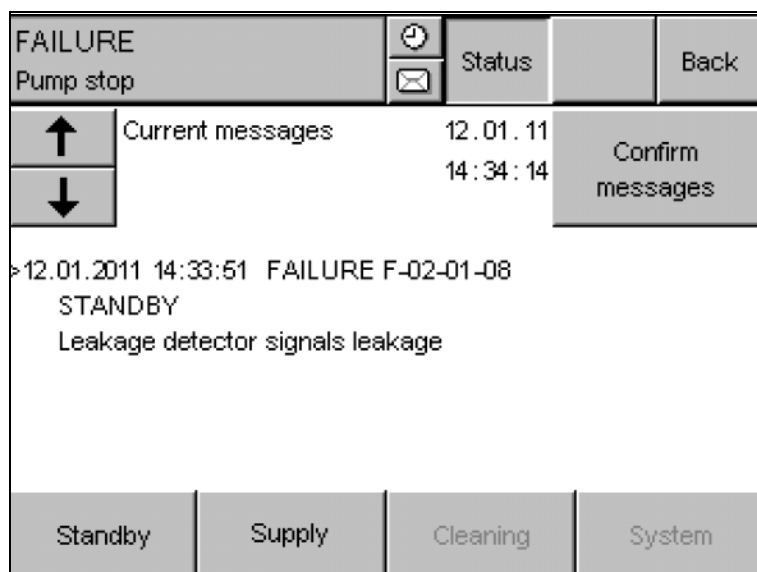 FAILURE
Pump stop
Status
Back
Current messages
12.01.11
14:34:14
Confirm
messages
>12.01.2011 14:33:51 FAILURE F-02-01-08
STANDBY
Leakage detector signals leakage
Standby
Supply
Cleaning
System